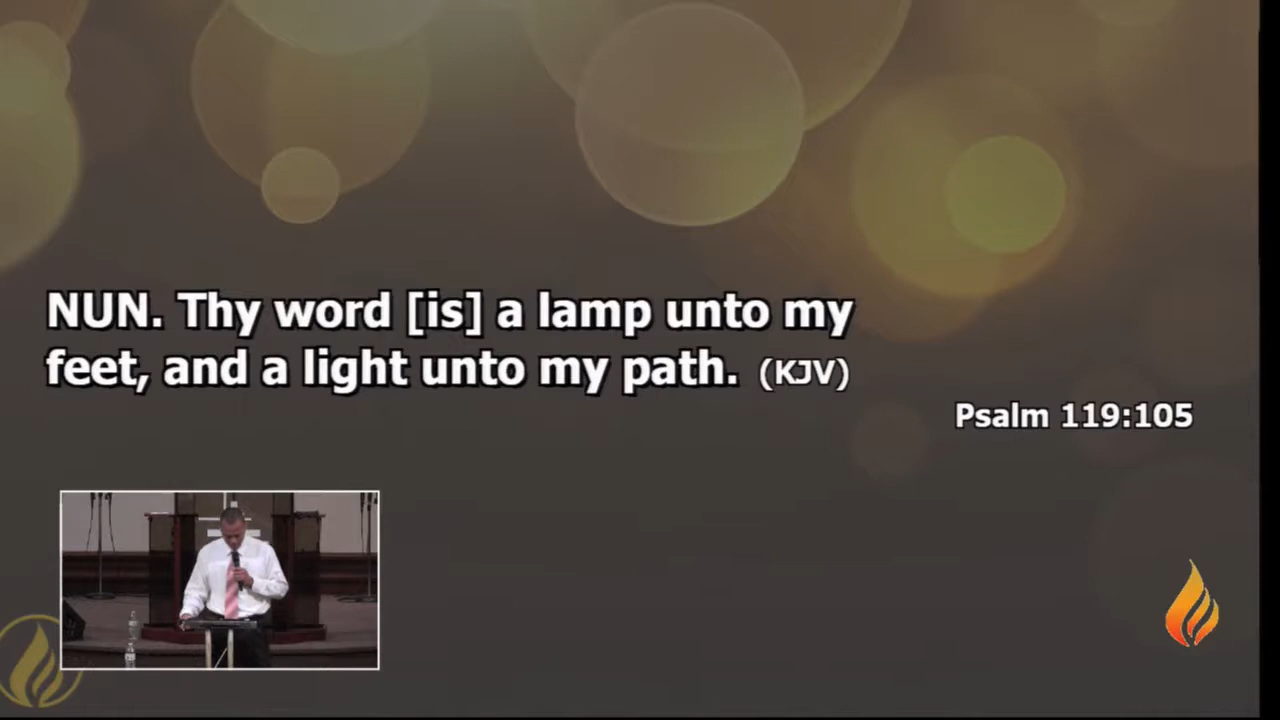 NUN. Thy word [is] a lamp unto my
feet, and a light unto my path. (KJV)
Psalm 119:105